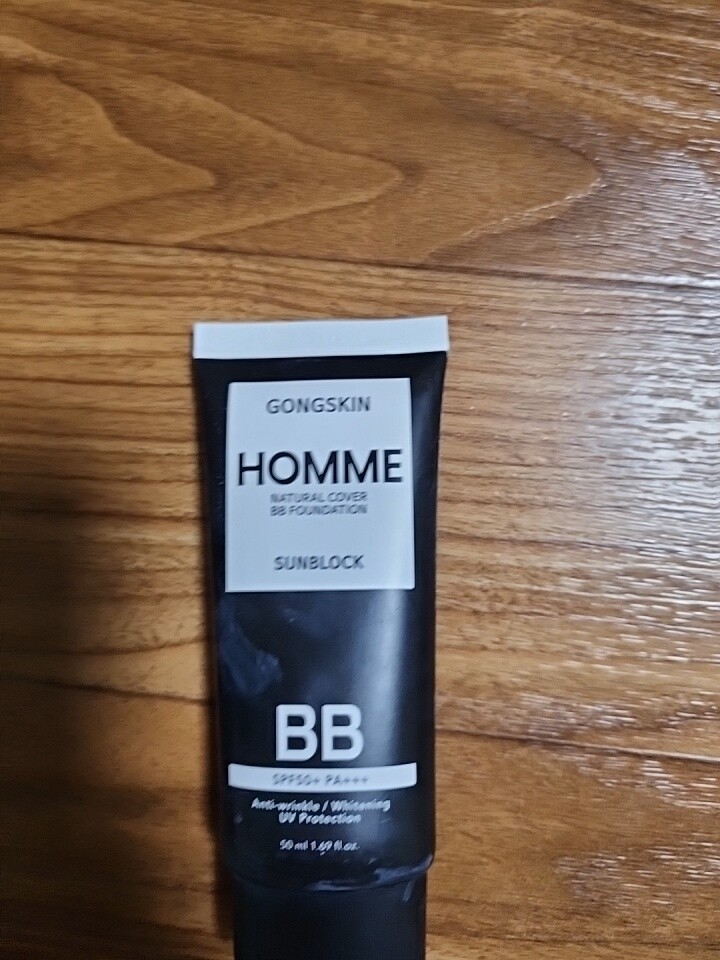 GONGSKIN
HOMME
NATURAL COVER
BB FOUNDATION
SUNBLOCK
BB
SPF50+ PA+++
Anti-wrinkle / Whitening
UV Protection
50 ml 1.69 fl.oz.